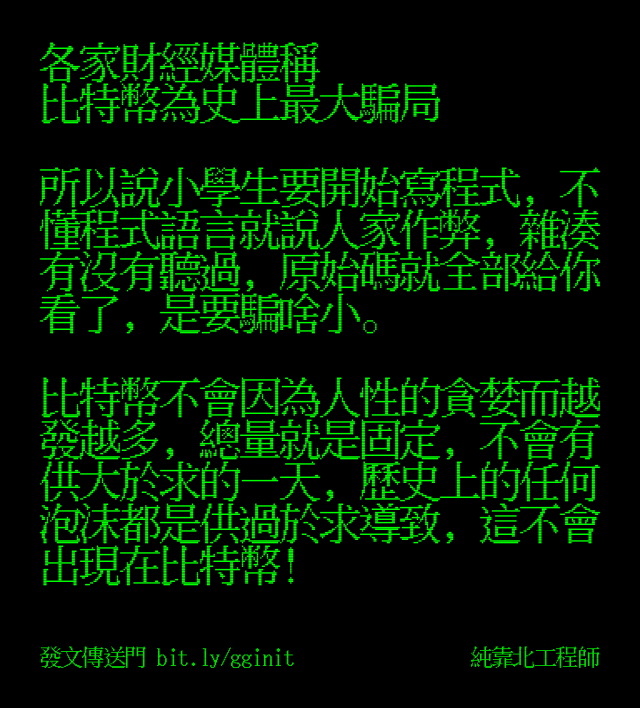 各家財經媒體稱
比特幣為史上最大騙局
所以說小學生要開始寫程式，不
懂程式語言就說人家作弊，雜湊
有沒有聽過，原始碼就全部給你
看了，是要騙啥小。
比特幣不會因為人性的貪婪而越
發越多，總量就是固定，不會有
供大於求的一天，歷史上的任何
泡沫都是供過於求導致，這不會
出現在比特幣！
發文傳送門 bit.ly/gginit
純靠北工程師